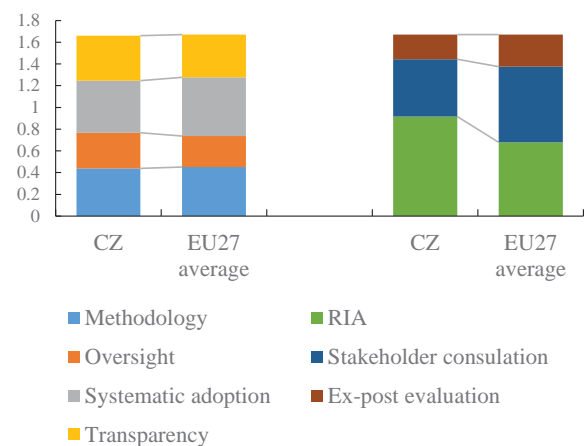 1.8
1.6
1.4
1.2
1
0.8
0.6
0.4
0.2
0
CZ
EU27
average
CZ
EU27
average
Methodology
RIA
Oversight
Stakeholder consulation
Systematic adoption
Ex-post evaluation
Transparency